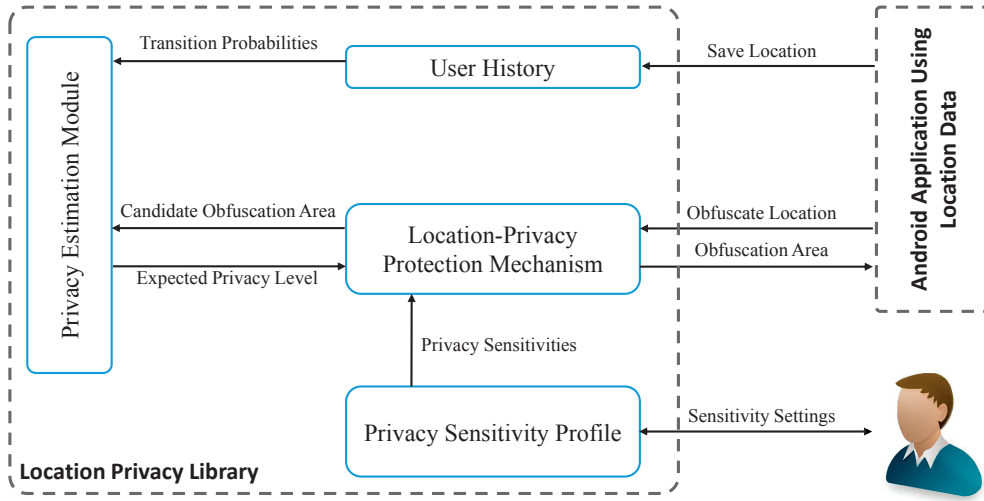 Transition Probabilities
User History
Save Location
Privacy Estimation Module
Candidate Obfuscation Area
Expected Privacy Level
Location-Privacy
Protection Mechanism
Obfuscate Location
Obfuscation Area
Android Application Using
Location Data
Privacy Sensitivities
Privacy Sensitivity Profile
Sensitivity Settings
Location Privacy Library